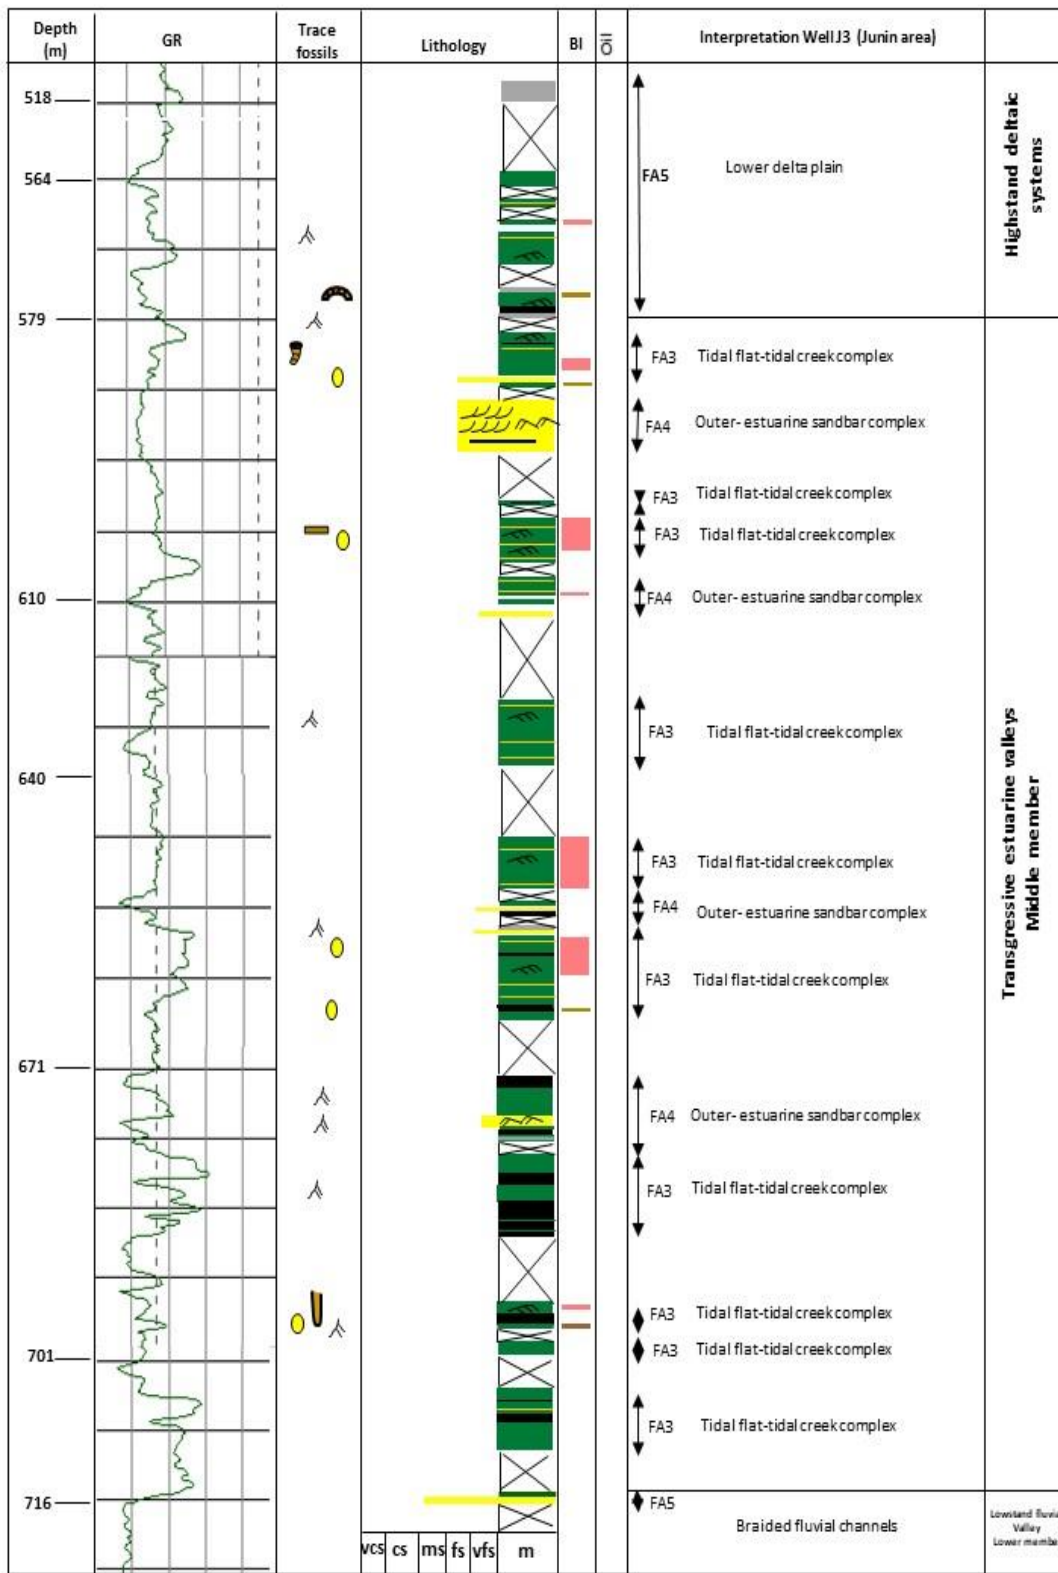 Depth
(m)
GR
Trace
fossils
Lithology
BI
Oil
Interpretation Well J3 (Junin area)
518
564
579
610
640
671
701
716
FA5
Lower delta plain
FA3 Tidal flat-tidal creek complex
FA4 Outer- estuarine sandbar complex
FA3 Tidal flat-tidal creek complex
FA3 Tidal flat-tidal creek complex
FA4 Outer- estuarine sandbar complex
FA3 Tidal flat-tidal creek complex
FA3 Tidal flat-tidal creek complex
FA4 Outer- estuarine sandbar complex
FA3 Tidal flat-tidal creek complex
FA4 Outer- estuarine sandbar complex
FA3 Tidal flat-tidal creek complex
FA3 Tidal flat-tidal creek complex
FA3 Tidal flat-tidal creek complex
FA3 Tidal flat-tidal creek complex
FA5
Braided fluvial channels
Highstand deltaic
systems
Transgressive estuarine valleys
Middle member
Lowstand fluvia
Valley
Lower membe
vcs cs ms fs vfs m